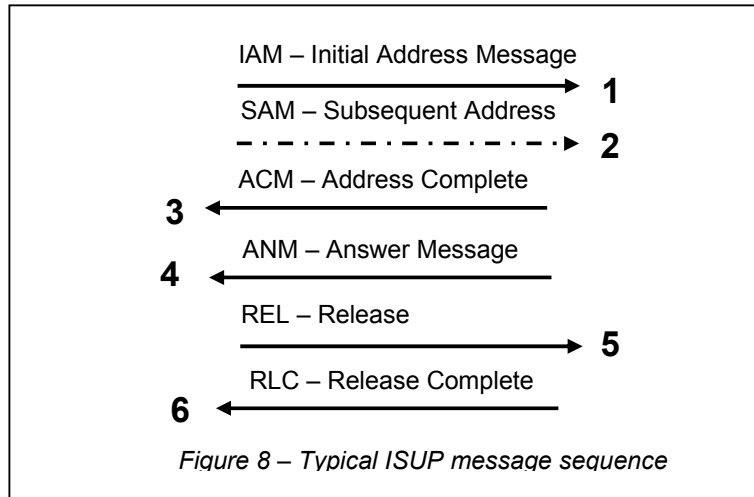 IAM – Initial Address Message
1
SAM – Subsequent Address
2
ACM – Address Complete
3
ANM – Answer Message
4
REL – Release
5
RLC – Release Complete
6
Figure 8 – Typical ISUP message sequence